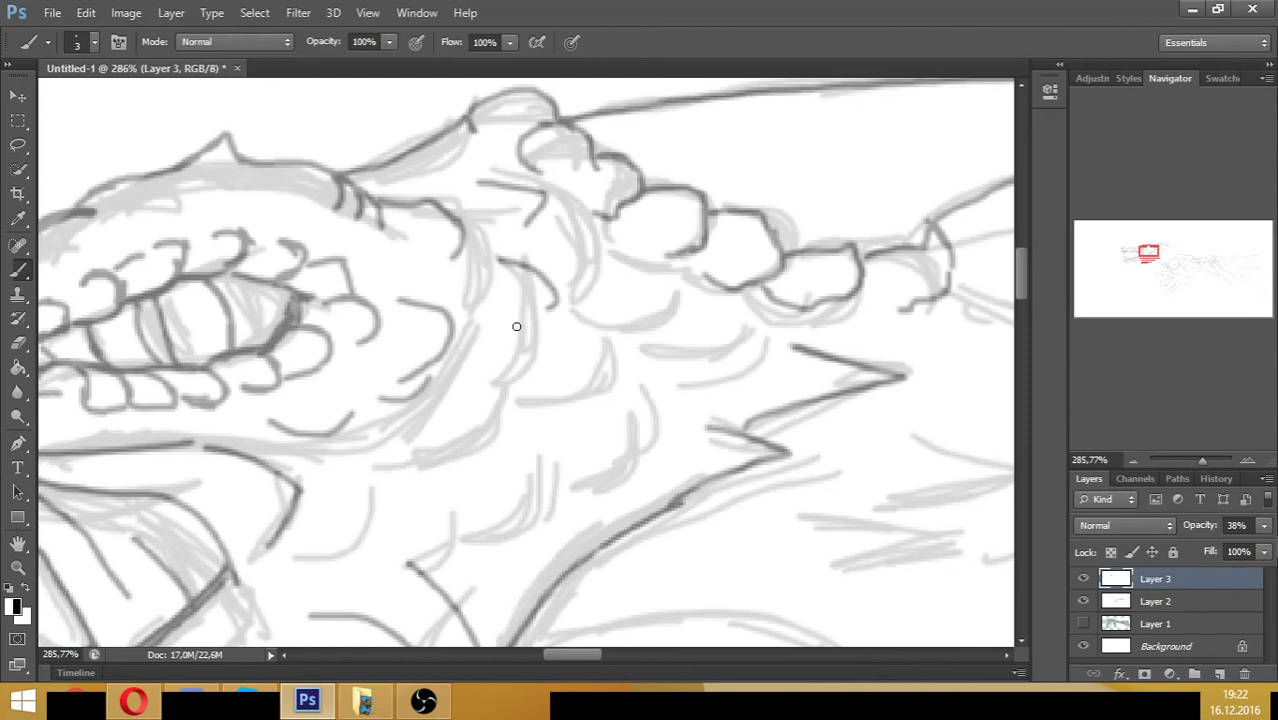 Ps File Edit Image Layer Type Select Filter 3D View Window Help
3 Mode: Normal Opacity: 100% Flow: 100% Essentials
Untitled-1 @ 286% (Layer 3, RGB/8) * ×
Adjustn Styles Navigator Swatch
285,77%
Layers Channels Paths History
Kind
Normal Opacity: 38%
Lock: Fill: 100%
Layer 3
Layer 2
Layer 1
Background
285,77% Doc: 17,0M/22,6M
Timeline
Ps
19:22
16.12.2016